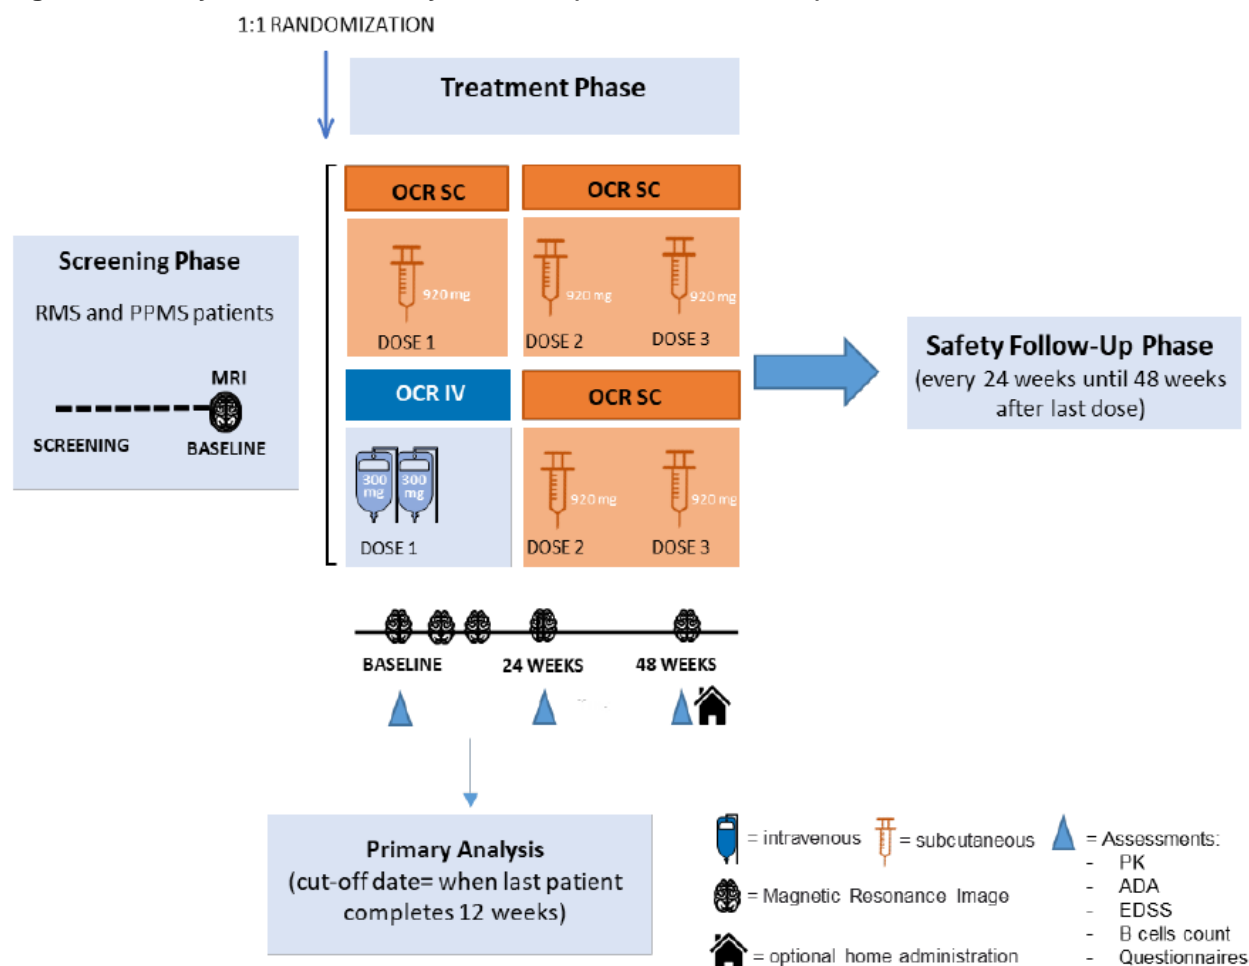 1:1 RANDOMIZATION
Treatment Phase
OCR SC
OCR SC
920 mg
DOSE 1
920 mg
DOSE 2
920 mg
DOSE 3
Screening Phase
RMS and PPMS patients
MRI
SCREENING
BASELINE
OCR IV
OCR SC
300 mg
300 mg
DOSE 1
920 mg
DOSE 2
920 mg
DOSE 3
Safety Follow-Up Phase
(every 24 weeks until 48 weeks
after last dose)
BASELINE
24 WEEKS
48 WEEKS
Primary Analysis
(cut-off date= when last patient
completes 12 weeks)
= intravenous
= subcutaneous
= Magnetic Resonance Image
= optional home administration
= Assessments:
- PK
- ADA
- EDSS
- B cells count
- Questionnaires